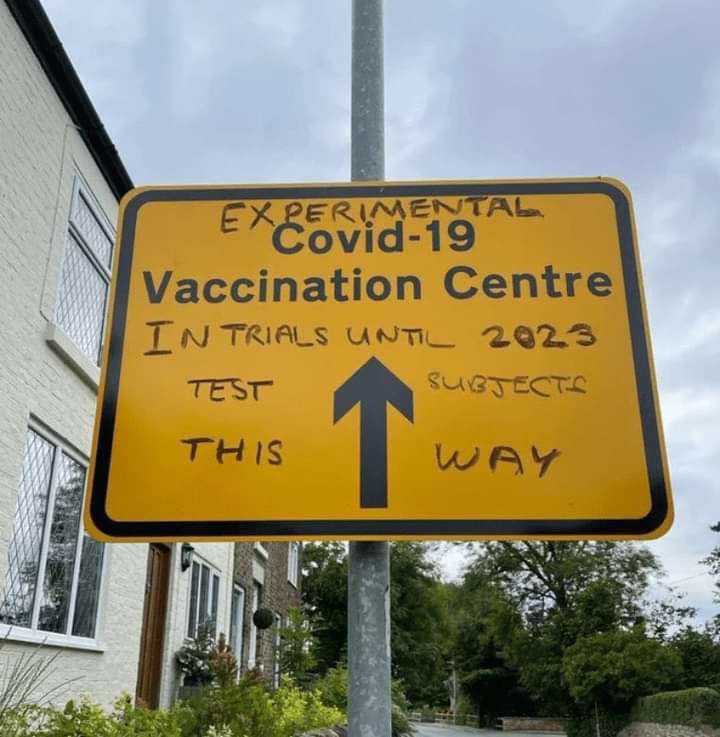 EXPERIMENTAL
Covid-19
Vaccination Centre
IN TRIALS UNTIL 2023
TEST SUBJECTS
THIS WAY